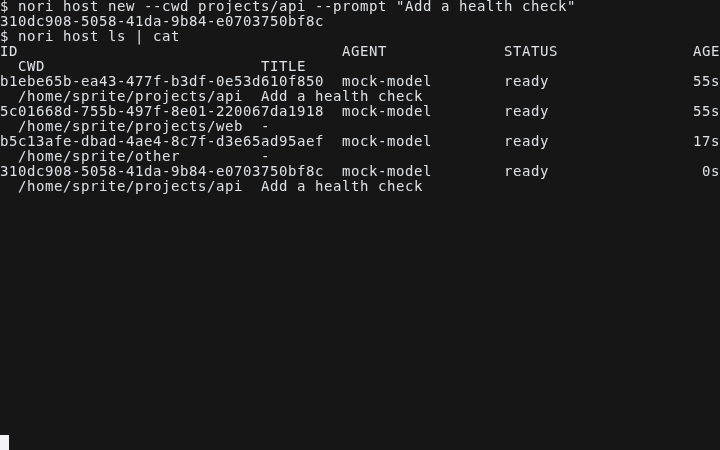 $ nori host new --cwd projects/api --prompt "Add a health check"
310dc908-5058-41da-9b84-e0703750bf8c
$ nori host ls | cat
ID                                    AGENT             STATUS               AGE
  CWD                        TITLE
b1ebe65b-ea43-477f-b3df-0e53d610f850  mock-model        ready                55s
  /home/sprite/projects/api  Add a health check
5c01668d-755b-497f-8e01-220067da1918  mock-model        ready                55s
  /home/sprite/projects/web  -
b5c13afe-dbad-4ae4-8c7f-d3e65ad95aef  mock-model        ready                17s
  /home/sprite/other         -
310dc908-5058-41da-9b84-e0703750bf8c  mock-model        ready                 0s
  /home/sprite/projects/api  Add a health check